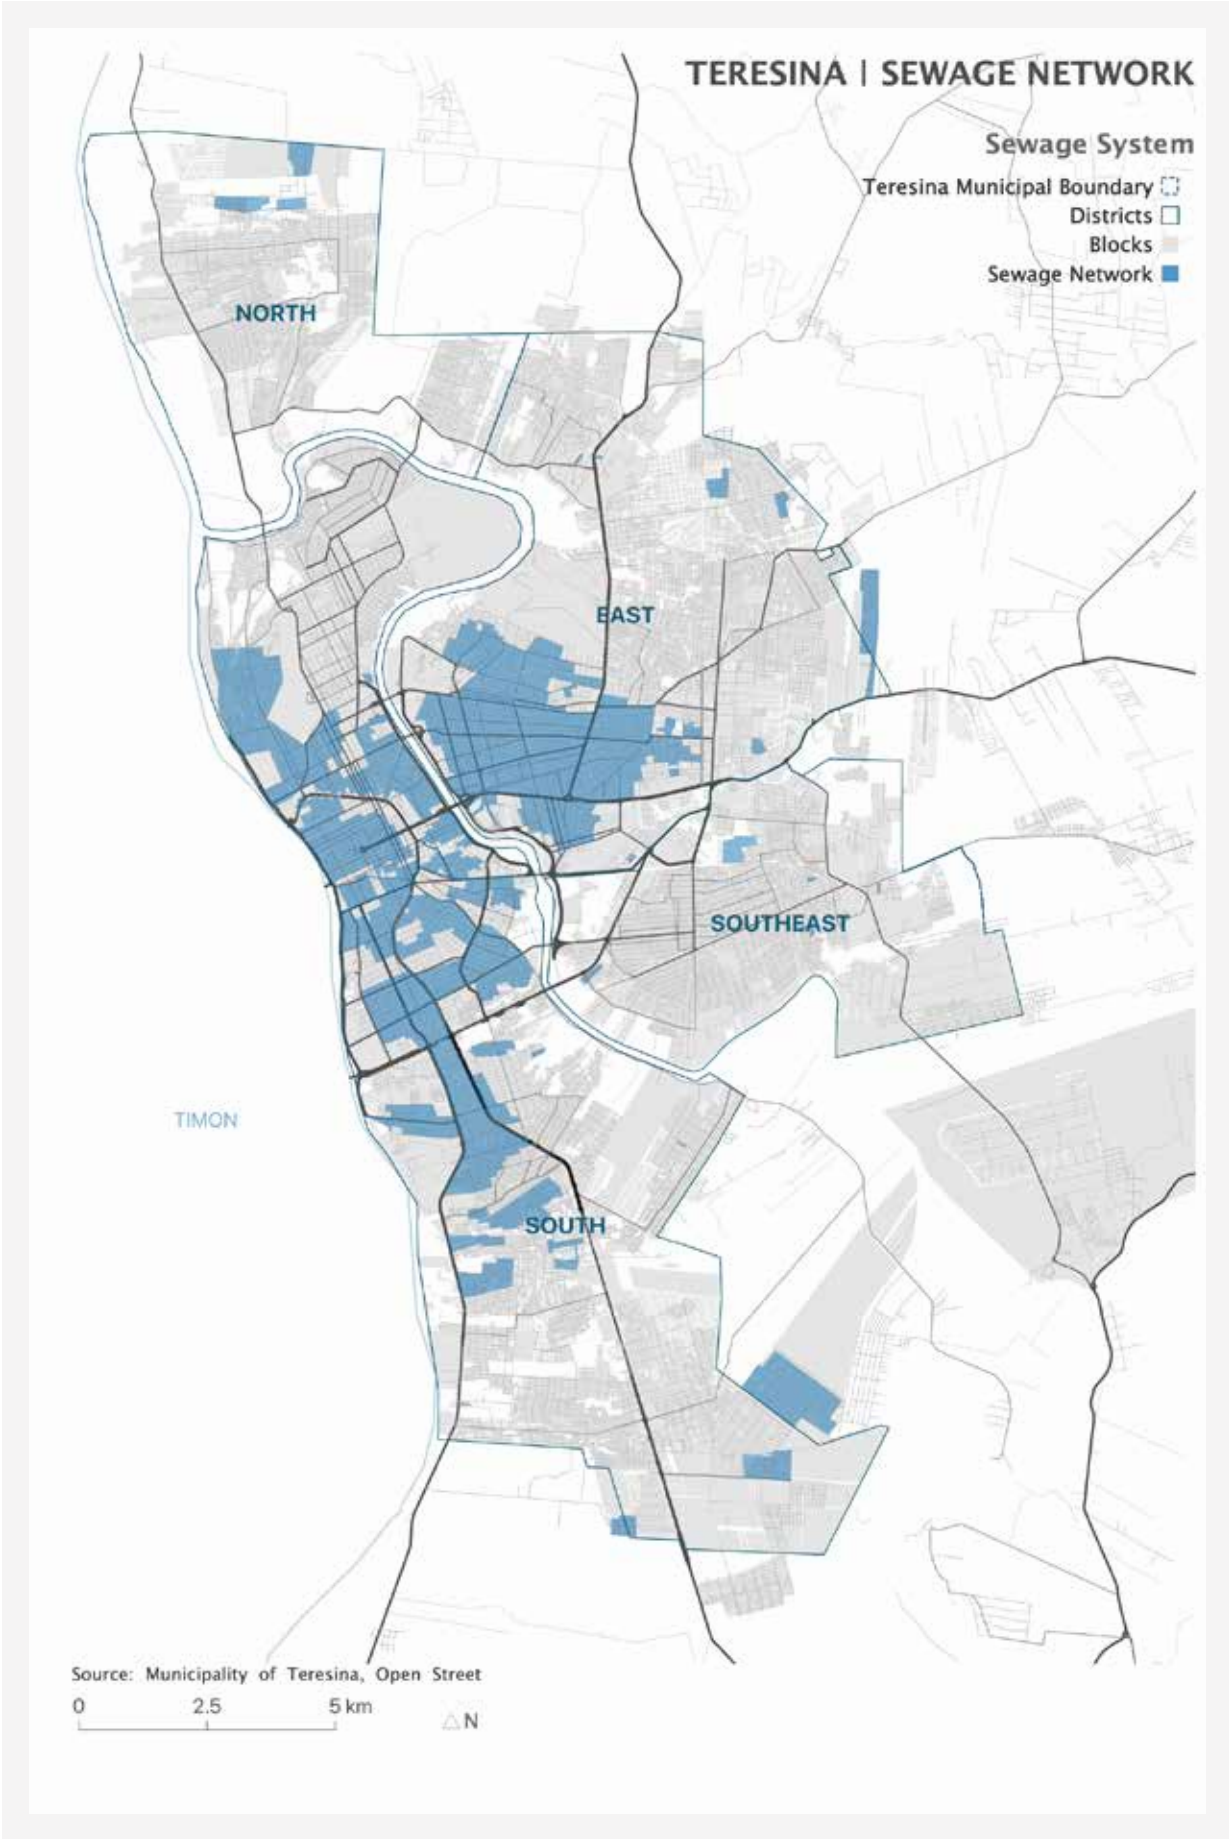 TERESINA | SEWAGE NETWORK
Sewage System
Teresina Municipal Boundary
Districts
Blocks
Sewage Network
NORTH
EAST
SOUTHEAST
TIMON
SOUTH
Source: Municipality of Teresina, Open Street
0 2.5 5 km
N